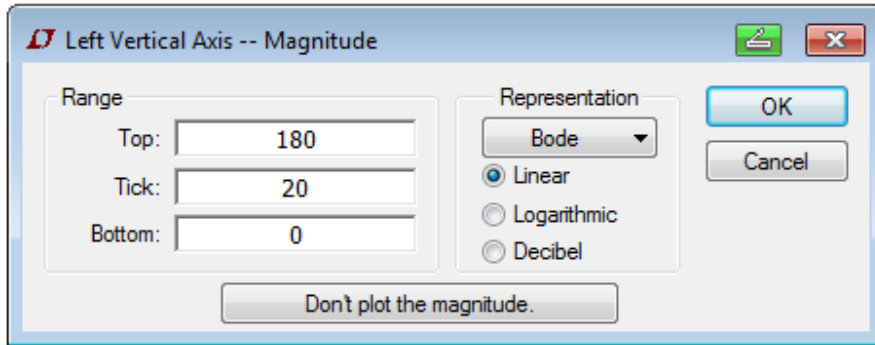 Left Vertical Axis -- Magnitude
Range
Top: 180
Tick: 20
Bottom: 0
Representation
Bode
Linear
Logarithmic
Decibel
OK
Cancel
Don't plot the magnitude.